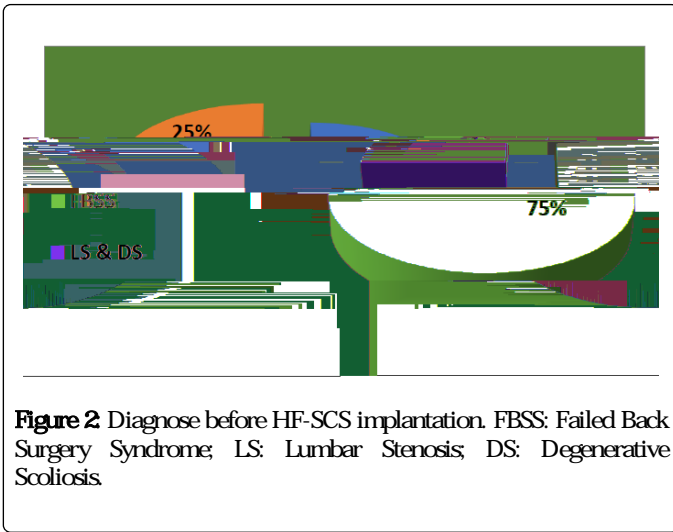 25%
75%
FBSS
LS & DS
Figure 2: Diagnose before HF-SCS implantation. FBSS: Failed Back
Surgery Syndrome; LS: Lumbar Stenosis; DS: Degenerative
Scoliosis.